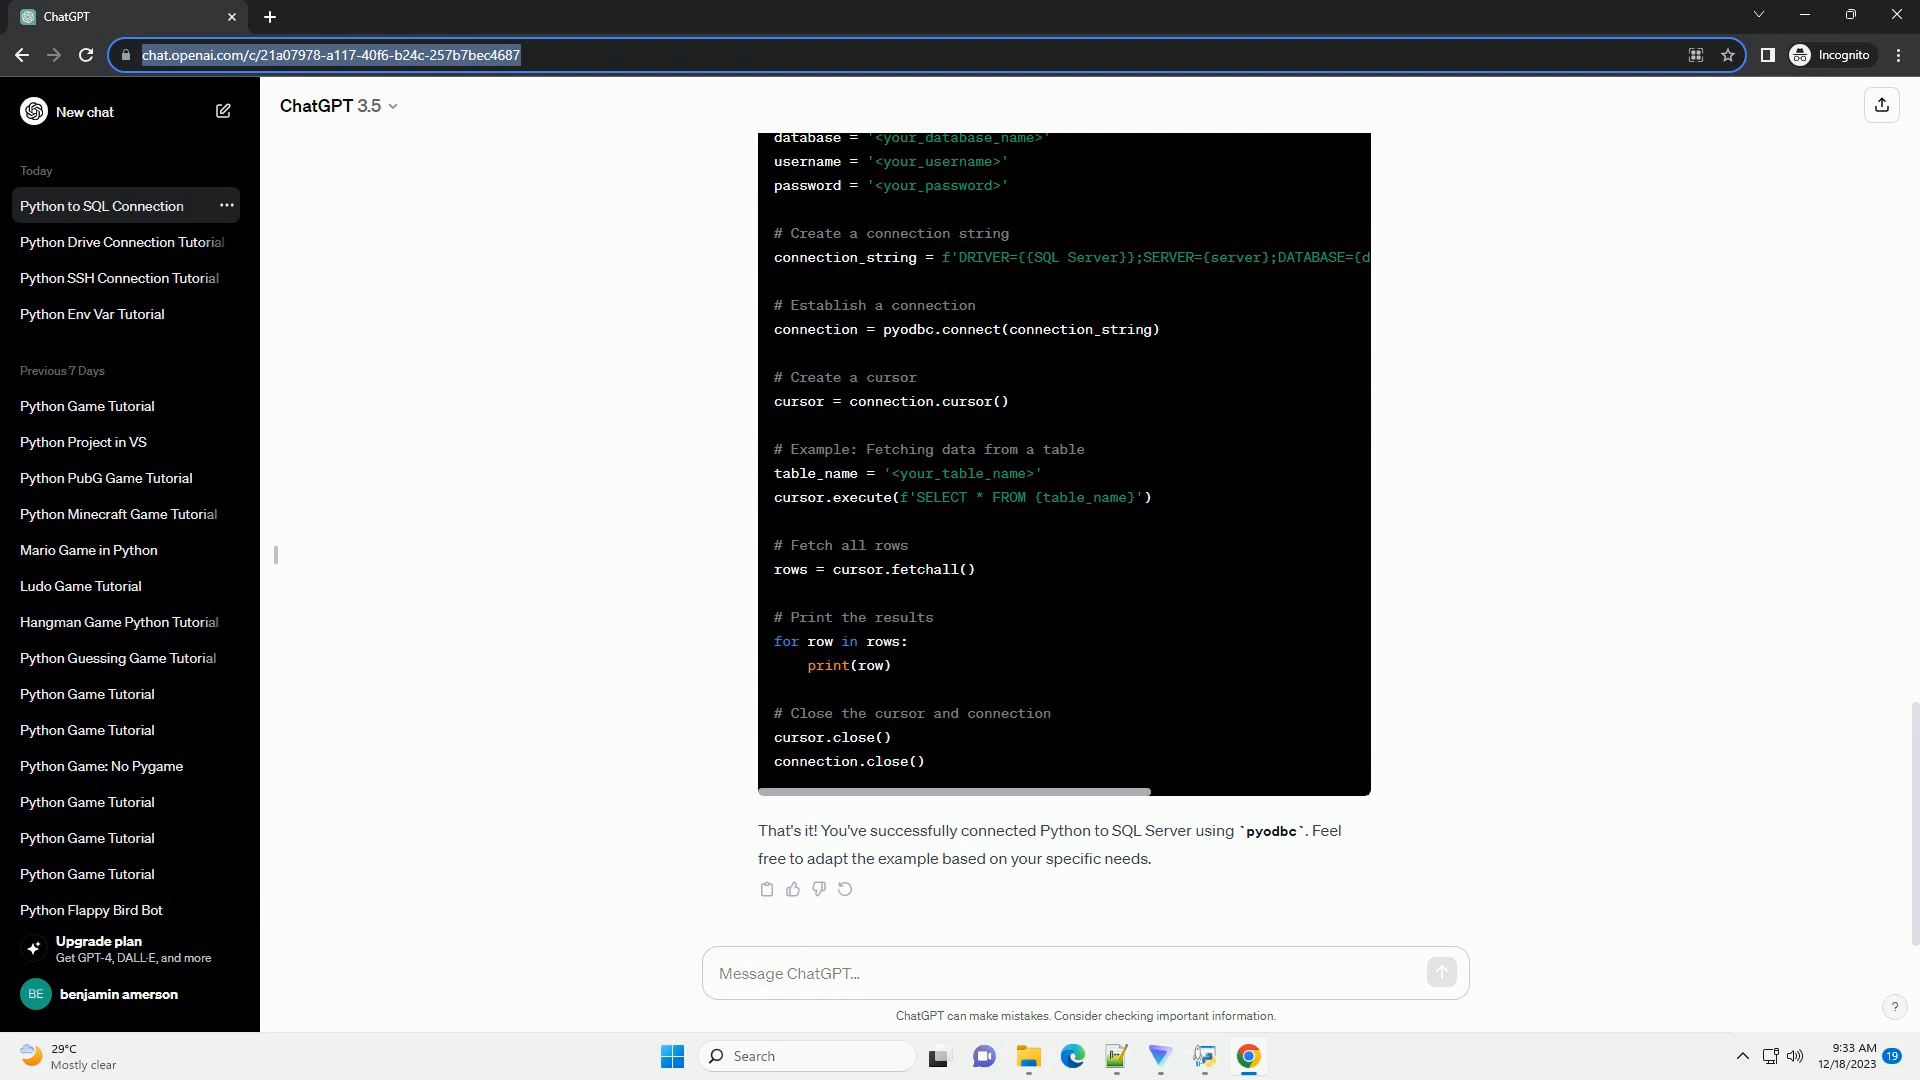 ChatGPT
chat.openai.com/c/21a07978-a117-40f6-b24c-257b7bec4687
Incognito
New chat
ChatGPT 3.5
Today
Python to SQL Connection
Python Drive Connection Tutorial
Python SSH Connection Tutorial
Python Env Var Tutorial
Previous 7 Days
Python Game Tutorial
Python Project in VS
Python PubG Game Tutorial
Python Minecraft Game Tutorial
Mario Game in Python
Ludo Game Tutorial
Hangman Game Python Tutorial
Python Guessing Game Tutorial
Python Game Tutorial
Python Game Tutorial
Python Game: No Pygame
Python Game Tutorial
Python Game Tutorial
Python Game Tutorial
Python Flappy Bird Bot
Upgrade plan
Get GPT-4, DALL·E, and more
BE
benjamin amerson
database = '<your_database_name>'
username = '<your_username>'
password = '<your_password>'
# Create a connection string
connection_string = f'DRIVER={{SQL Server}};SERVER={server};DATABASE={d
# Establish a connection
connection = pyodbc.connect(connection_string)
# Create a cursor
cursor = connection.cursor()
# Example: Fetching data from a table
table_name = '<your_table_name>'
cursor.execute(f'SELECT * FROM {table_name}')
# Fetch all rows
rows = cursor.fetchall()
# Print the results
for row in rows:
    print(row)
# Close the cursor and connection
cursor.close()
connection.close()
That's it! You've successfully connected Python to SQL Server using `pyodbc`. Feel
free to adapt the example based on your specific needs.
Message ChatGPT...
ChatGPT can make mistakes. Consider checking important information.
?
29°C
Mostly clear
Search
9:33 AM
12/18/2023
19